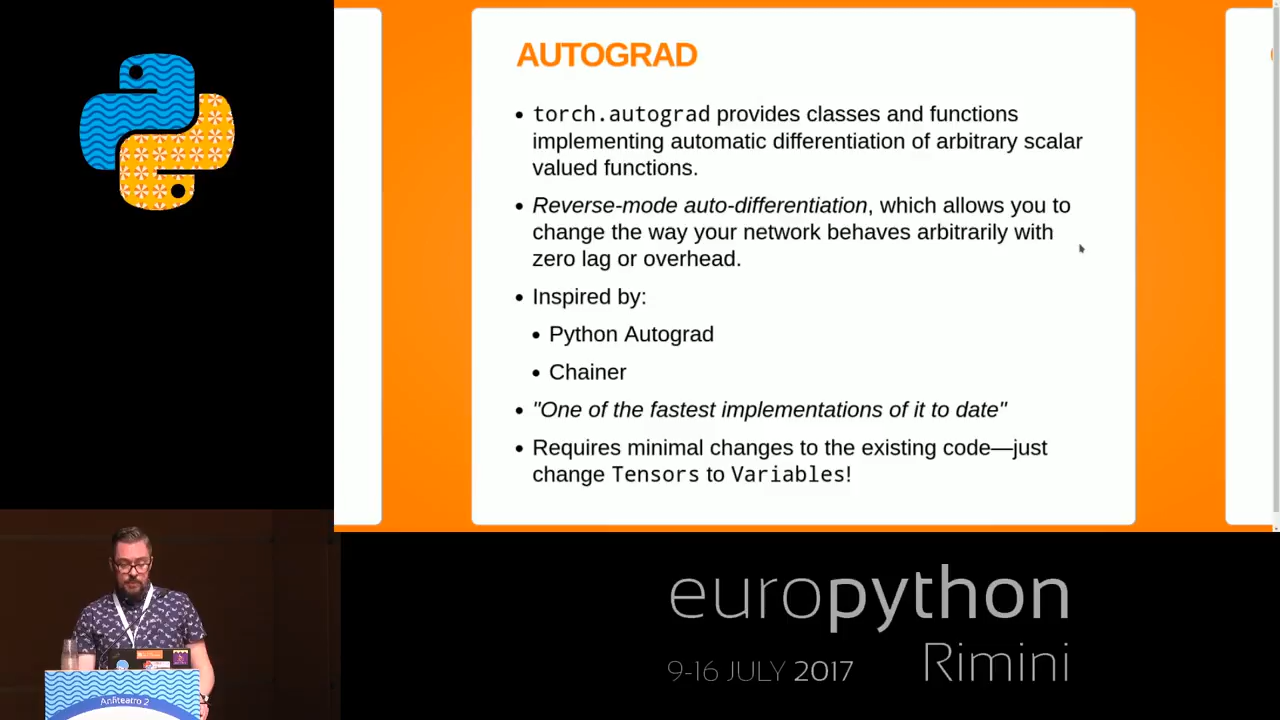 AUTOGRAD
• torch.autograd provides classes and functions
implementing automatic differentiation of arbitrary scalar
valued functions.
• Reverse-mode auto-differentiation, which allows you to
change the way your network behaves arbitrarily with
zero lag or overhead.
• Inspired by:
• Python Autograd
• Chainer
• "One of the fastest implementations of it to date"
• Requires minimal changes to the existing code—just
change Tensors to Variables!
europython
9-16 JULY 2017 Rimini
Anfiteatro 2